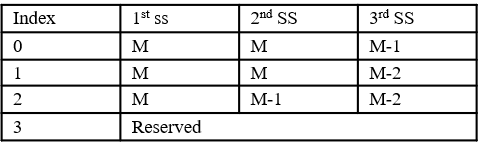 Index 1st ss 2nd SS 3rd SS
0 M M M-1
1 M M M-2
2 M M-1 M-2
3 Reserved